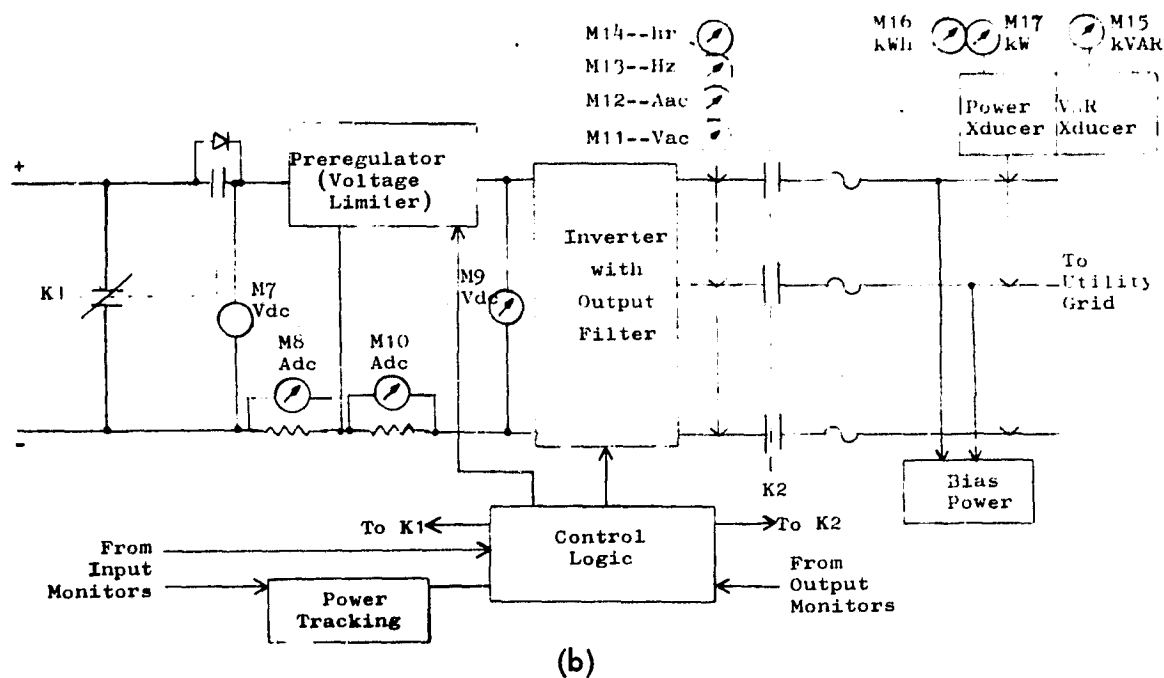 M14--hr
M13--Hz
M12--Aac
M11--Vac
M16
kWh
M17
kW
M15
kVAR
Power
Xducer
VAR
Xducer
+
Preregulator
(Voltage
Limiter)
K1
M7
Vdc
M8
Adc
M10
Adc
M9
Vdc
Inverter
with
Output
Filter
To
Utility
Grid
-
K2
Bias
Power
To K1
Control
Logic
To K2
From
Input
Monitors
From
Output
Monitors
Power
Tracking
(b)